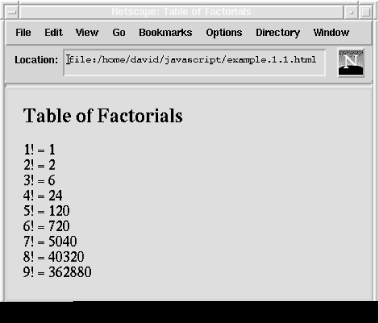 Netscape: Table of Factorials
File Edit View Go Bookmarks Options Directory Window
Location: file:/home/david/javascript/example.1.1.html
N
Table of Factorials
1! = 1
2! = 2
3! = 6
4! = 24
5! = 120
6! = 720
7! = 5040
8! = 40320
9! = 362880